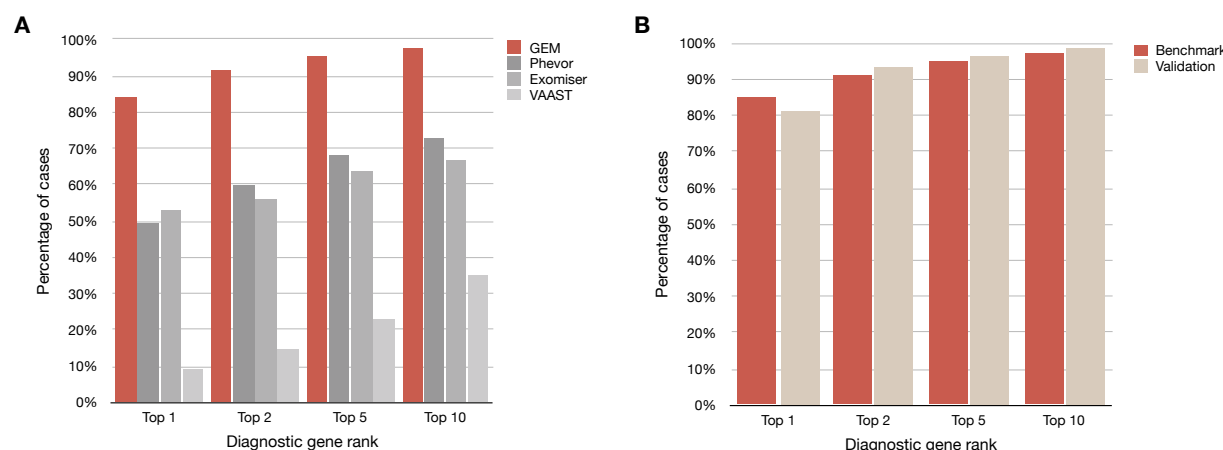 A
100%
90%
80%
70%
60%
50%
40%
30%
20%
10%
0%
Percentage of cases
Top 1
Top 2
Top 5
Top 10
Diagnostic gene rank
GEM
Phevor
Exomiser
VAAST
B
100%
90%
80%
70%
60%
50%
40%
30%
20%
10%
0%
Percentage of cases
Top 1
Top 2
Top 5
Top 10
Diagnostic gene rank
Benchmark
Validation